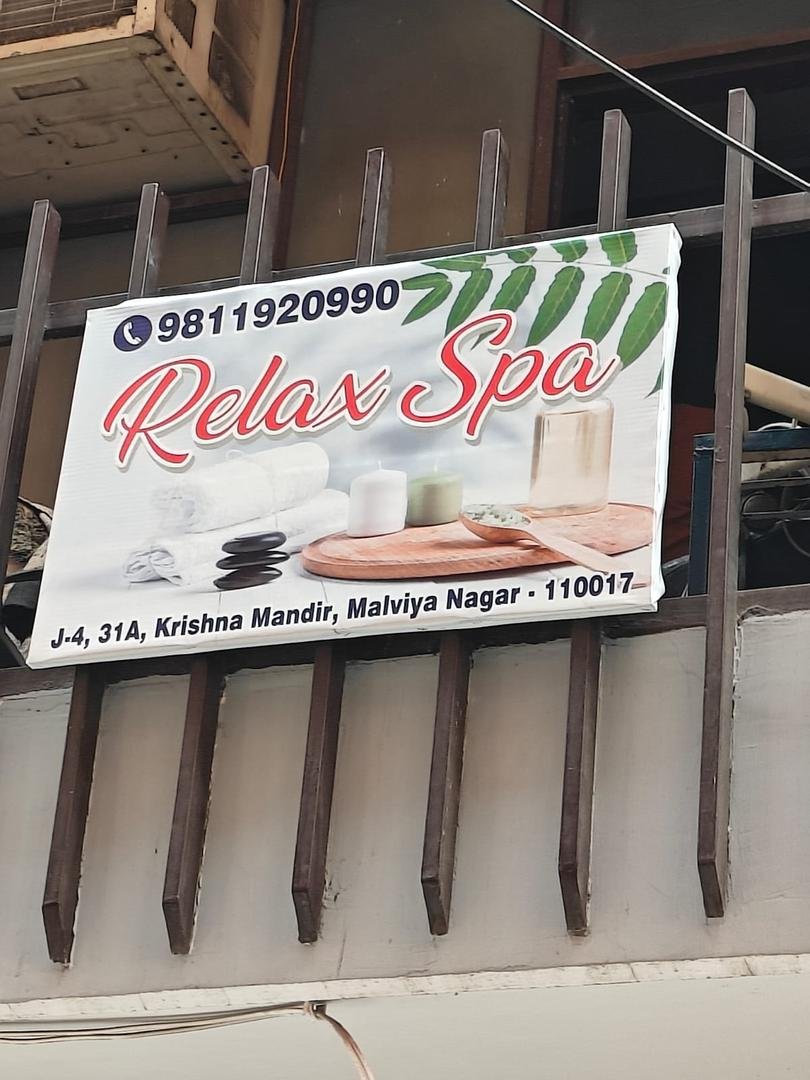 9811920990
Relax Spa
J-4, 31A, Krishna Mandir, Malviya Nagar - 110017